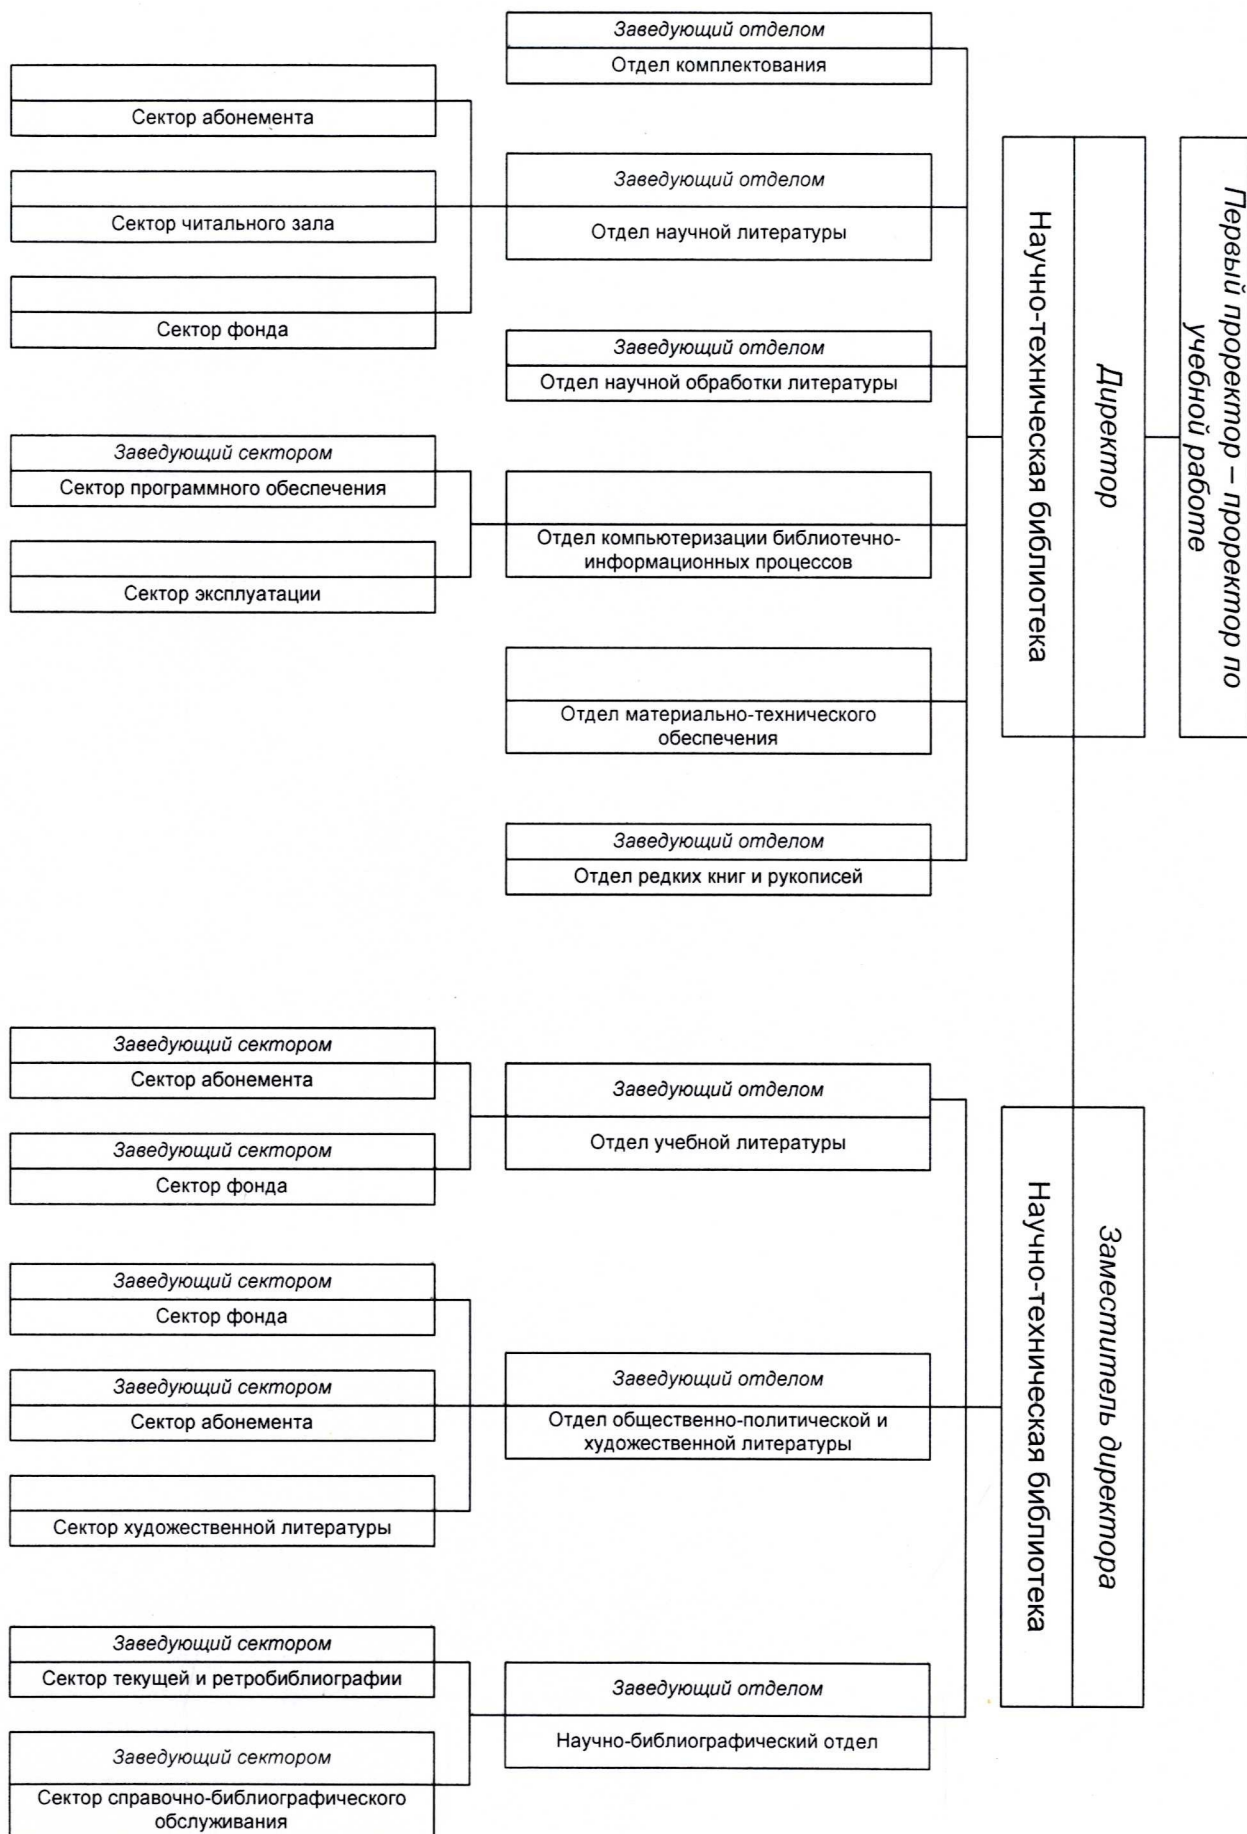 Первый проректор – проректор по
учебной работе
Директор
Научно-техническая библиотека
Заведующий отделом
Отдел комплектования
Заведующий отделом
Отдел научной литературы
Сектор абонемента
Сектор читального зала
Сектор фонда
Заведующий отделом
Отдел научной обработки литературы
Отдел компьютеризации библиотечно-
информационных процессов
Заведующий сектором
Сектор программного обеспечения
Сектор эксплуатации
Отдел материально-технического
обеспечения
Заведующий отделом
Отдел редких книг и рукописей
Заместитель директора
Научно-техническая библиотека
Заведующий отделом
Отдел учебной литературы
Заведующий сектором
Сектор абонемента
Заведующий сектором
Сектор фонда
Заведующий отделом
Отдел общественно-политической и
художественной литературы
Заведующий сектором
Сектор фонда
Заведующий сектором
Сектор абонемента
Сектор художественной литературы
Заведующий отделом
Научно-библиографический отдел
Заведующий сектором
Сектор текущей и ретробиблиографии
Заведующий сектором
Сектор справочно-библиографического
обслуживания